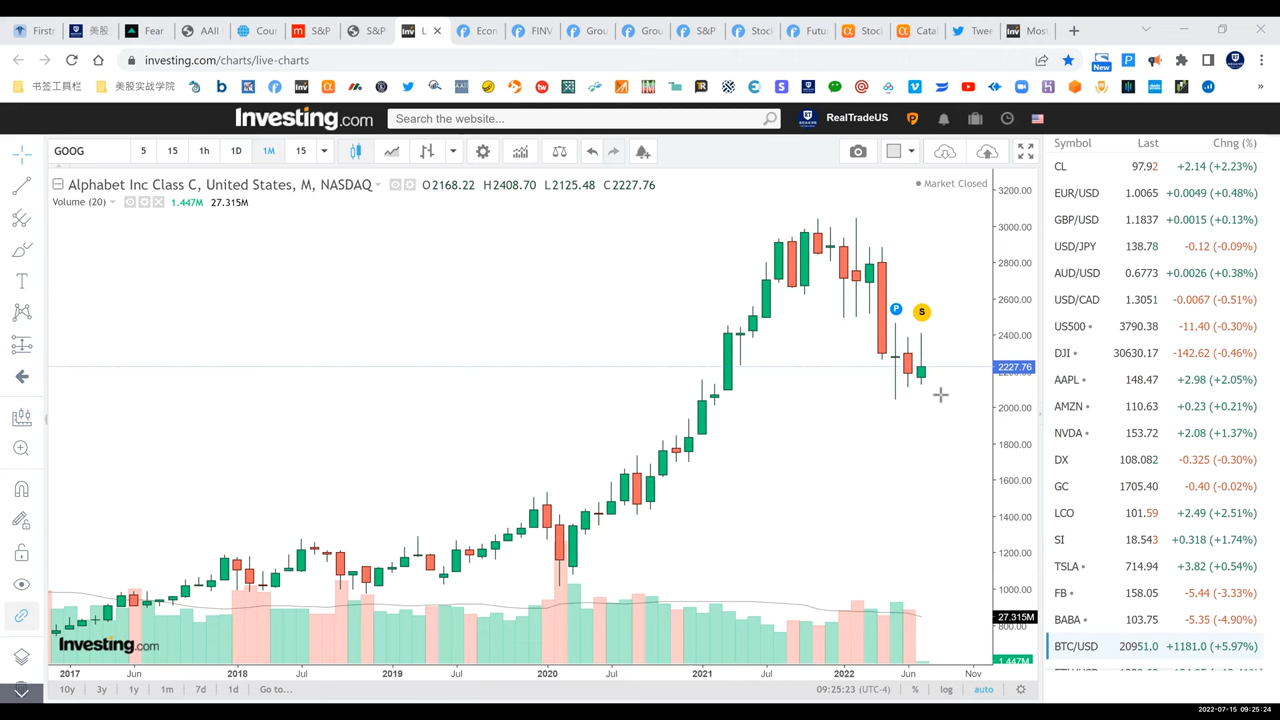 First
美股
Fear
AAII
Cour
S&P
S&P
L
Econ
FINV
Grou
Grou
S&P
Stoc
Futu
Stoc
Cata
Twee
Most
investing.com/charts/live-charts
New
书签工具栏
美股实战学院
Investing.com
Search the website...
RealTradeUS
GOOG
5
15
1h
1D
1M
15
Alphabet Inc Class C, United States, M, NASDAQ
O2168.22 H2408.70 L2125.48 C2227.76
Market Closed
Volume (20)
1.447M 27.315M
Symbol Last Chng (%)
CL 97.92 +2.14 (+2.23%)
EUR/USD 1.0065 +0.0049 (+0.48%)
GBP/USD 1.1837 +0.0015 (+0.13%)
USD/JPY 138.78 -0.12 (-0.09%)
AUD/USD 0.6773 +0.0026 (+0.38%)
USD/CAD 1.3051 -0.0067 (-0.51%)
US500 3790.38 -11.40 (-0.30%)
DJI 30630.17 -142.62 (-0.46%)
AAPL 148.47 +2.98 (+2.05%)
AMZN 110.63 +0.23 (+0.21%)
NVDA 153.72 +2.08 (+1.37%)
DX 108.082 -0.325 (-0.30%)
GC 1705.40 -0.40 (-0.02%)
LCO 101.59 +2.49 (+2.51%)
SI 18.543 +0.318 (+1.74%)
TSLA 714.94 +3.82 (+0.54%)
FB 158.05 -5.44 (-3.33%)
BABA 103.75 -5.35 (-4.90%)
BTC/USD 20951.0 +1181.0 (+5.97%)
3200.00
3000.00
2800.00
2600.00
2400.00
2227.76
2000.00
1800.00
1600.00
1400.00
1200.00
1000.00
27.315M
800.00
1.447M
P
S
Investing.com
2017 Jun 2018 Jul 2019 Jul 2020 Jul 2021 Jul 2022 Jun Nov
10y 3y 1y 1m 7d 1d Go to...
09:25:23 (UTC-4) % log auto
2022-07-15 09:25:24